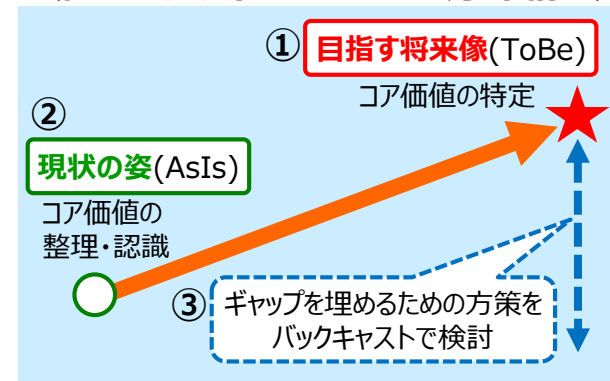 ① 目指す将来像(ToBe)
コア価値の特定
②
現状の姿(AsIs)
コア価値の
整理・認識
③ ギャップを埋めるための方策を
バックキャストで検討